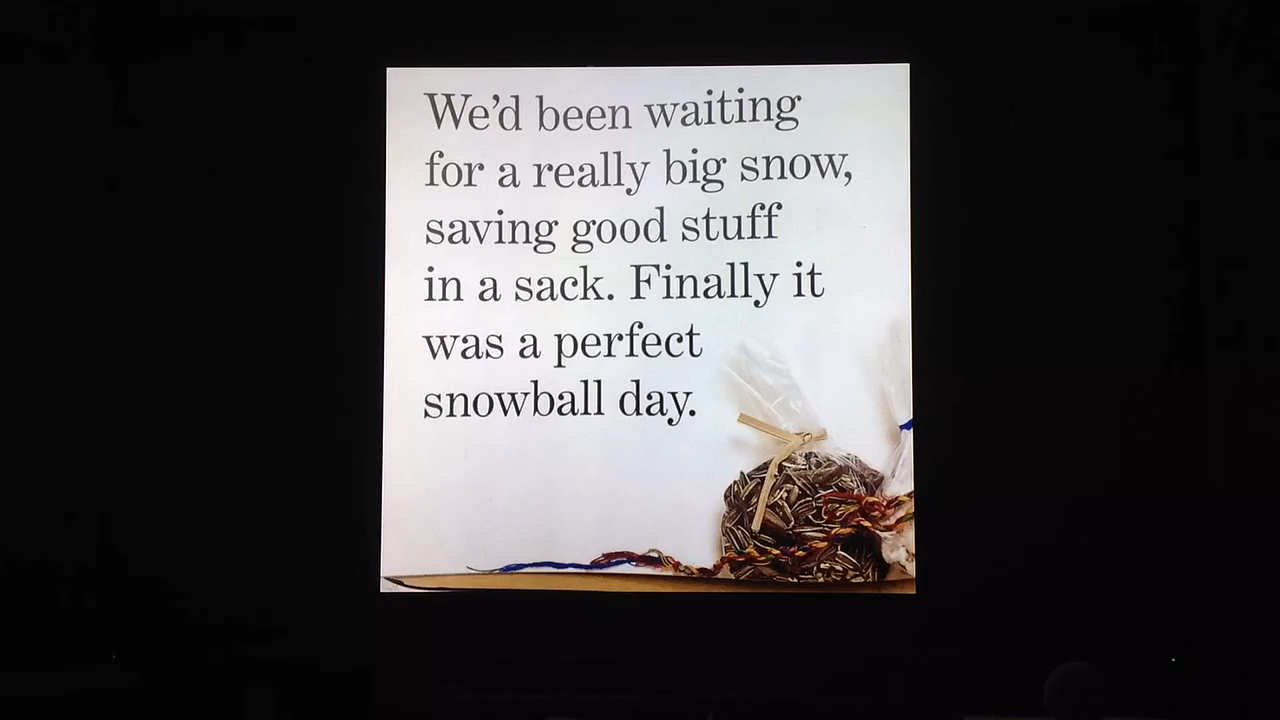 We’d been waiting
for a really big snow,
saving good stuff
in a sack. Finally it
was a perfect
snowball day.